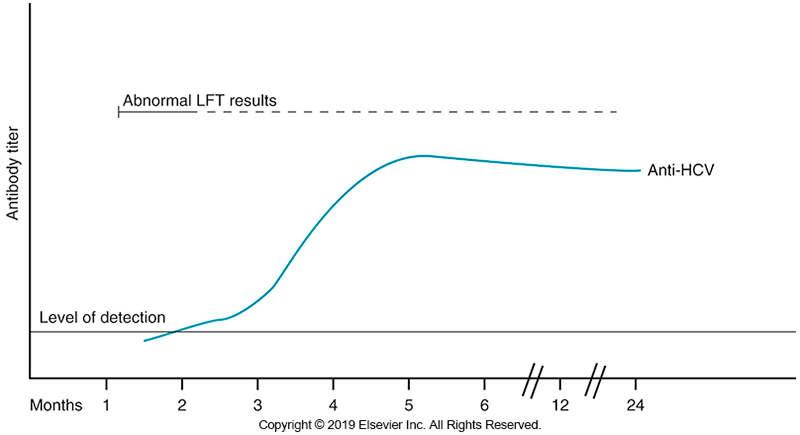 Abnormal LFT results
Antibody titer
Anti-HCV
Level of detection
Months 1 2 3 4 5 6 12 24
Copyright © 2019 Elsevier Inc. All Rights Reserved.